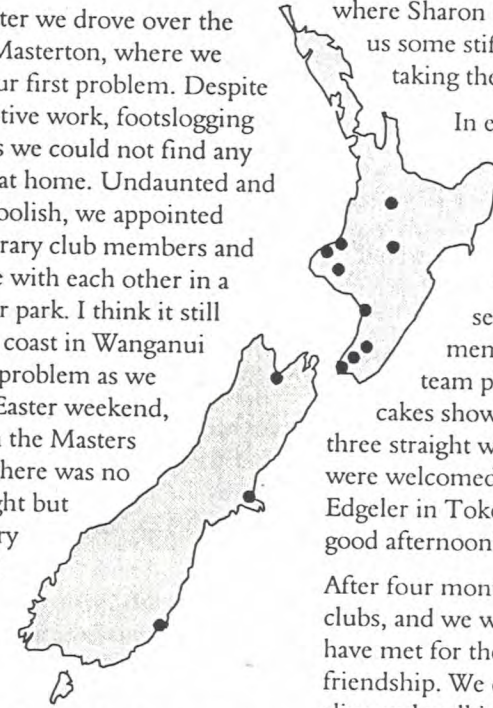 ter we drove over the
Masterton, where we
ur first problem. Despite
tive work, footslogging
s we could not find any
at home. Undaunted and
oolish, we appointed
rary club members and
e with each other in a
r park. I think it still
coast in Wanganui
problem as we
Easter weekend,
n the Masters
here was no
ght but
ry
where Sharon
us some stif
taking the
In e
se
men
team p
cakes show
three straight w
were welcomed
Edgeler in Toke
good afternoon
After four mon
clubs, and we w
have met for the
friendship. We